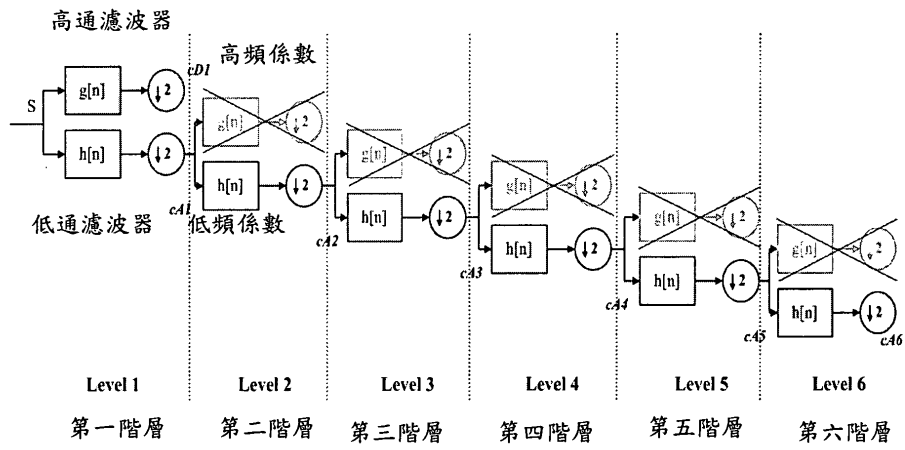 高通濾波器
cD1
高頻係數
S
g[n]
↓2
h[n]
↓2
g[n]
↓2
h[n]
↓2
g[n]
↓2
h[n]
↓2
g[n]
↓2
h[n]
↓2
g[n]
↓2
h[n]
↓2
g[n]
↓2
h[n]
↓2
低通濾波器
cA1
低頻係數
cA2
cA3
cA4
cA5
cA6
Level 1
Level 2
Level 3
Level 4
Level 5
Level 6
第一階層
第二階層
第三階層
第四階層
第五階層
第六階層